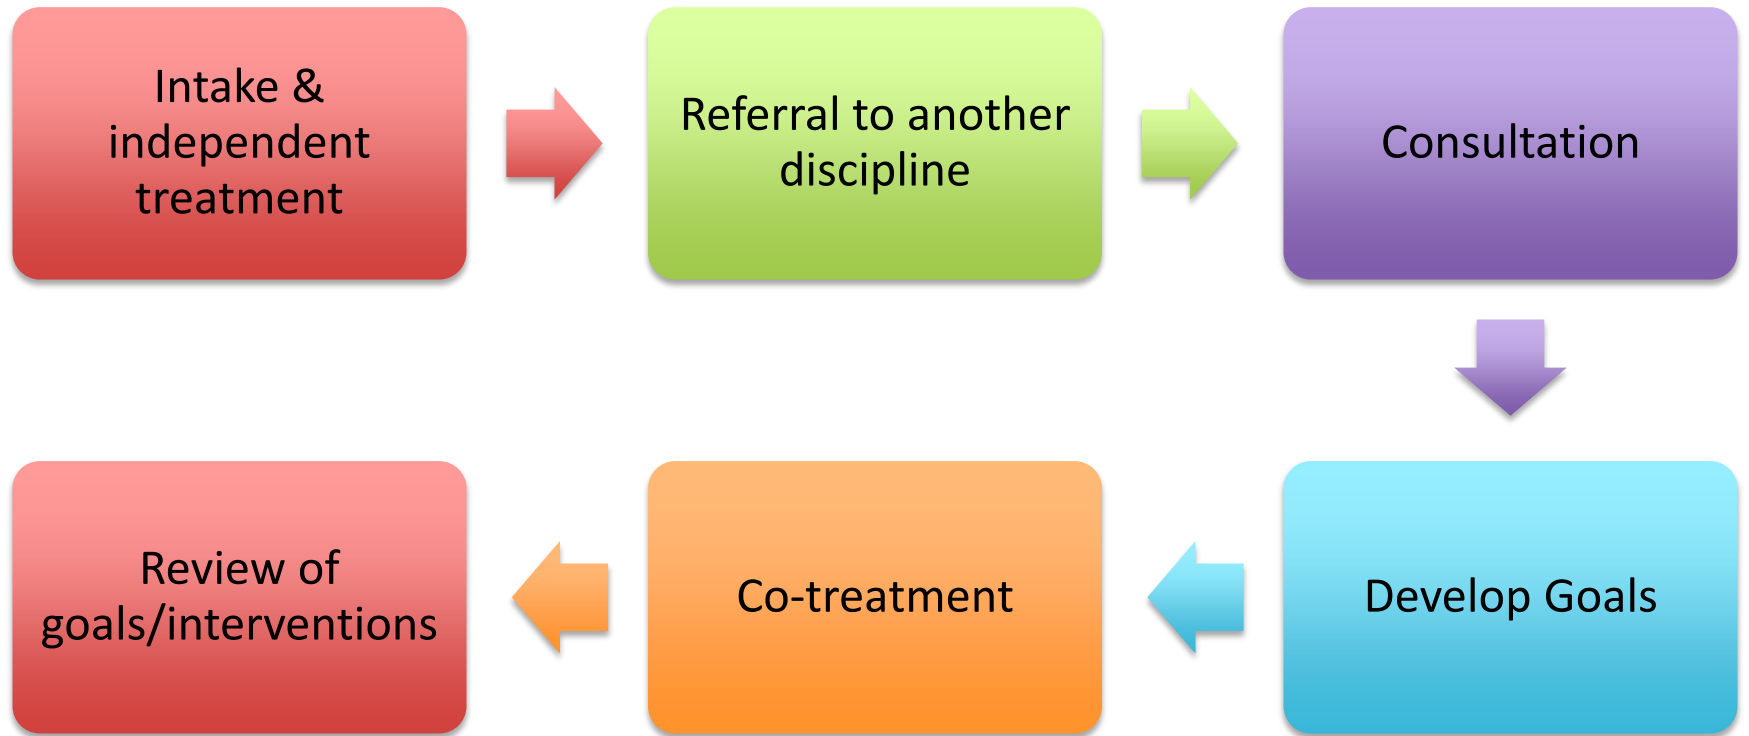 Intake &
independent
treatment
Referral to another
discipline
Consultation
Develop Goals
Co-treatment
Review of
goals/interventions